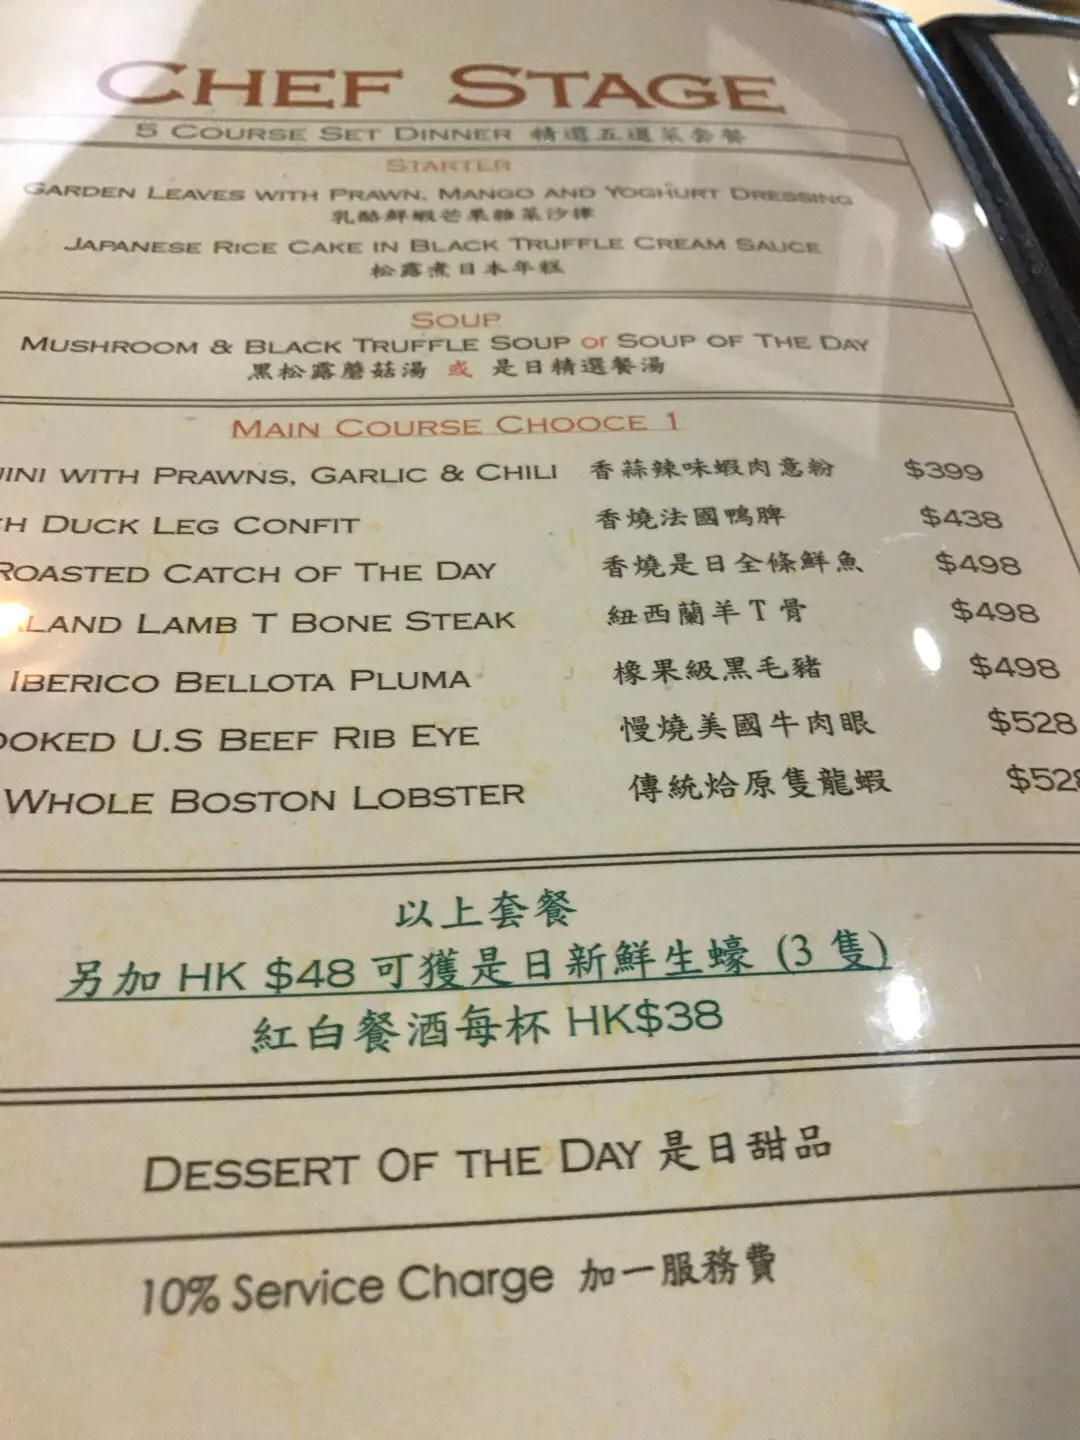 CHEF STAGE
5 COURSE SET DINNER 精選五道菜套餐
STARTER
GARDEN LEAVES WITH PRAWN, MANGO AND YOGHURT DRESSING
乳酪鮮蝦芒果雜菜沙律
JAPANESE RICE CAKE IN BLACK TRUFFLE CREAM SAUCE
松露煮日本年糕
SOUP
MUSHROOM & BLACK TRUFFLE SOUP or SOUP OF THE DAY
黑松露蘑菇湯 或 是日精選餐湯
MAIN COURSE CHOOCE 1
WITH PRAWNS, GARLIC & CHILI 香蒜辣味蝦肉意粉 $399
DUCK LEG CONFIT 香燒法國鴨脾 $438
ROASTED CATCH OF THE DAY 香燒是日全條鮮魚 $498
LAMB T BONE STEAK 紐西蘭羊T骨 $498
IBERICO BELLOTA PLUMA 橡果級黑毛豬 $498
U.S BEEF RIB EYE 慢燒美國牛肉眼 $528
WHOLE BOSTON LOBSTER 傳統烚原隻龍蝦
以上套餐
另加 HK $48 可獲是日新鮮生蠔 (3 隻)
紅白餐酒每杯 HK$38
DESSERT OF THE DAY 是日甜品
10% Service Charge 加一服務費